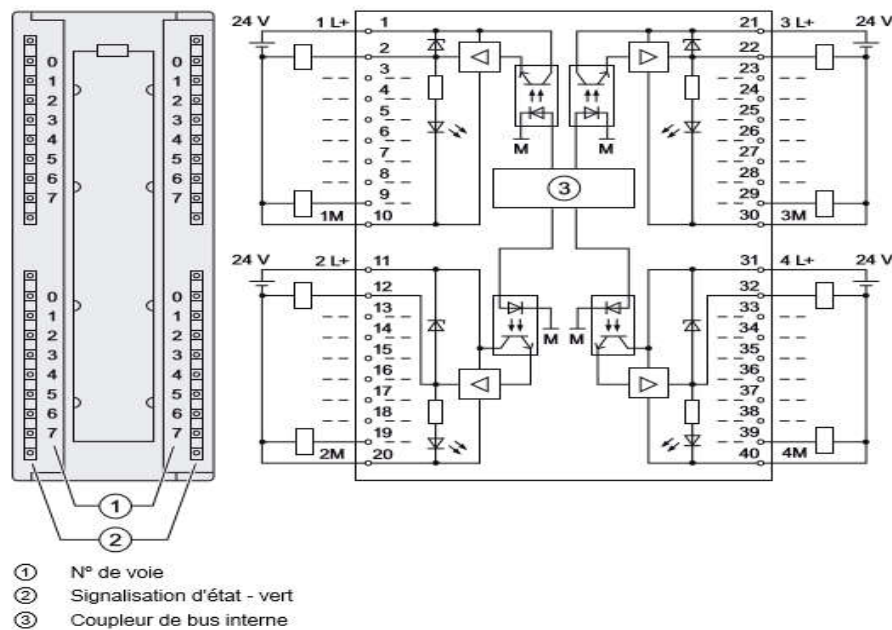 24 V 1 L+ 1 21 3 L+ 24 V
2 22
0 3 0 23
1 4 1 24
2 5 2 25
3 6 3 26
4 7 M M 4 27
5 8 5 28
6 9 3 6 29
7 1M 10 7 30 3M
24 V 2 L+ 11 31 4 L+ 24 V
12 32
0 13 0 33
1 14 M M 1 34
2 15 2 35
3 16 3 36
4 17 4 37
5 18 5 38
6 19 6 39
7 2M 20 7 40 4M
1
2
1 N° de voie
2 Signalisation d'état - vert
3 Coupleur de bus interne